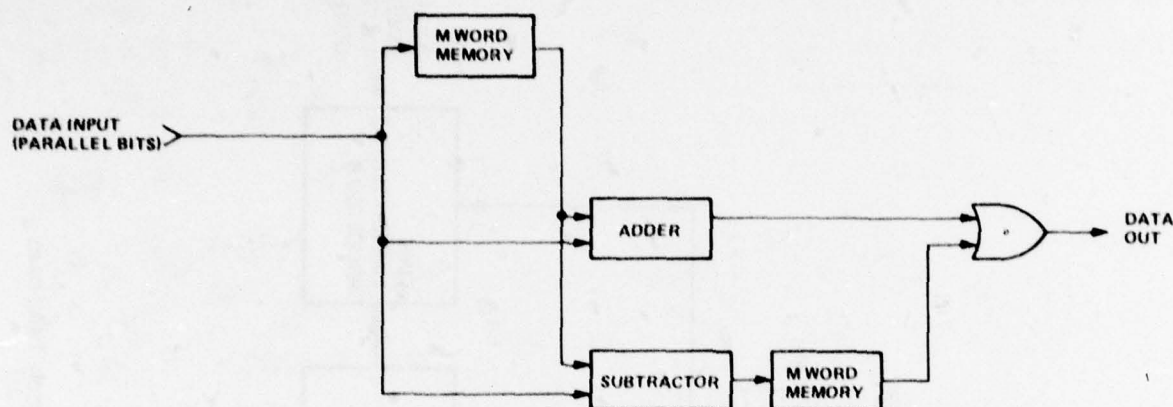 M WORD
MEMORY
DATA INPUT
(PARALLEL BITS)
ADDER
DATA
OUT
SUBTRACTOR
M WORD
MEMORY